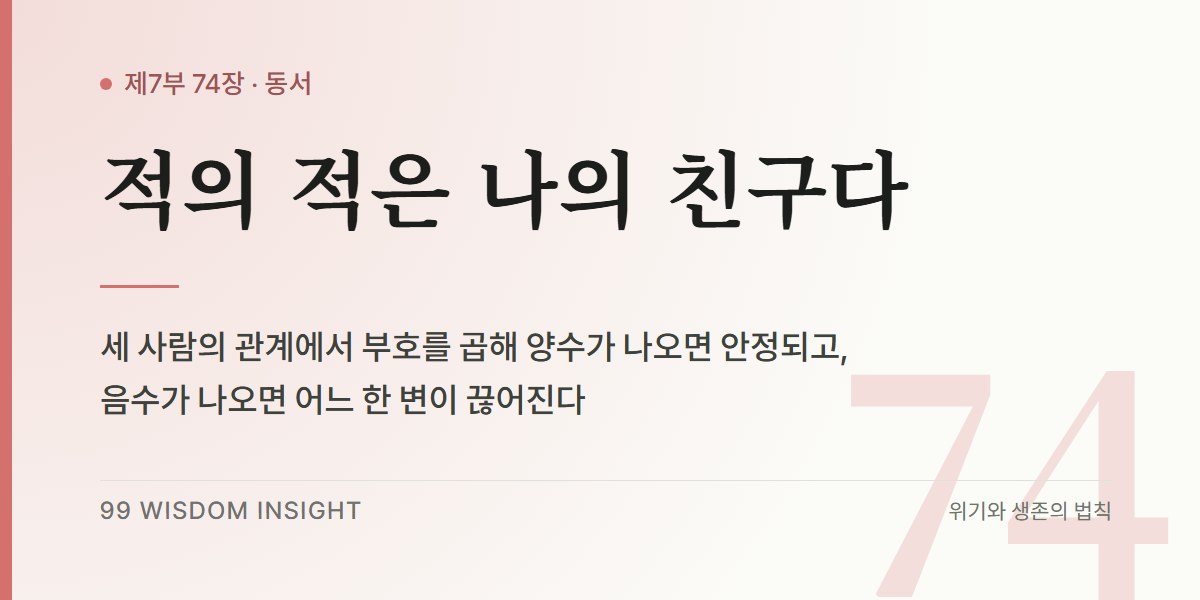 제7부 74장 · 동서
적의 적은 나의 친구다
세 사람의 관계에서 부호를 곱해 양수가 나오면 안정되고,
음수가 나오면 어느 한 변이 끊어진다
99 WISDOM INSIGHT
위기와 생존의 법칙
74